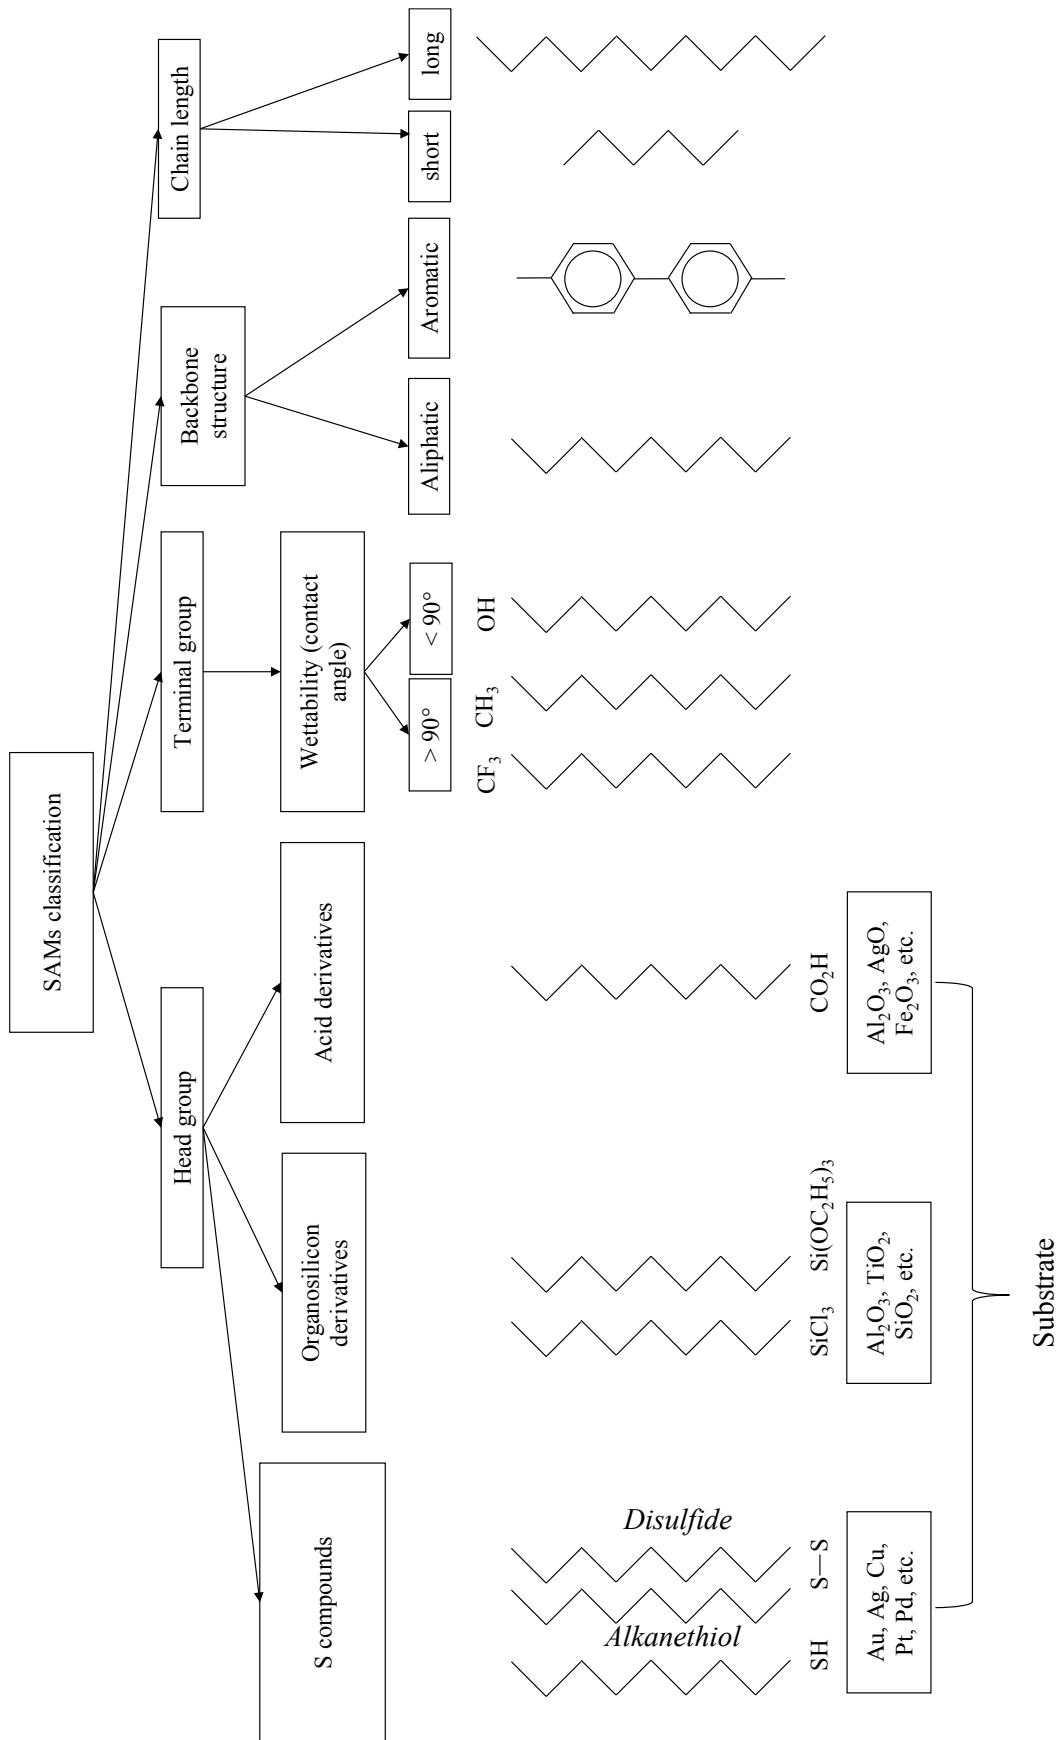 SAMs classification
Head group
Terminal group
Backbone
structure
Chain length
S compounds
Organosilicon
derivatives
Acid derivatives
Wettability (contact
angle)
> 90°
< 90°
Aliphatic
Aromatic
short
long
CF₃
CH₃
OH
Alkanethiol
Disulfide
SH
S—S
SiCl₃
Si(OC₂H₅)₃
CO₂H
Au, Ag, Cu,
Pt, Pd, etc.
Al₂O₃, TiO₂,
SiO₂, etc.
Al₂O₃, AgO,
Fe₂O₃, etc.
Substrate